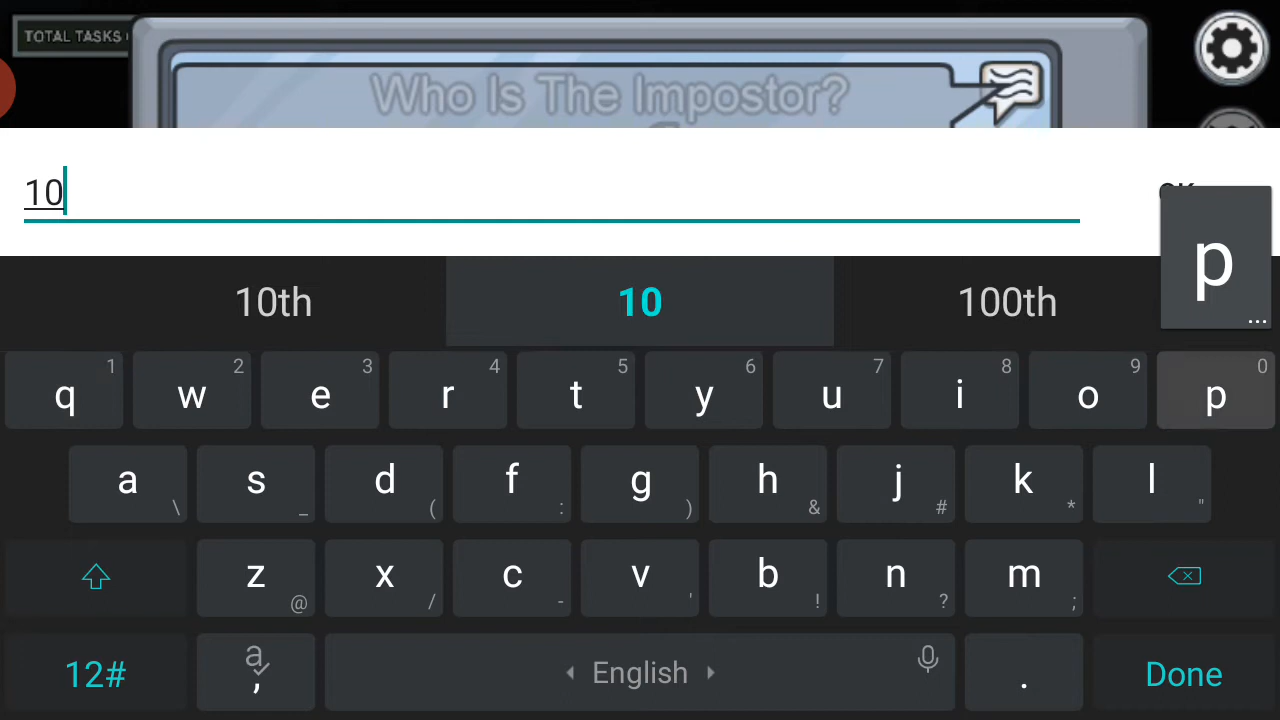 TOTAL TASKS
Who Is The Impostor?
10
OK
p
...
10th 10 100th
q 1 w 2 e 3 r 4 t 5 y 6 u 7 i 8 o 9 p 0
a \ s _ d ( f : g ) h & j # k * l "
z @ x / c - v ' b ! n ? m ;
12# a , English . Done